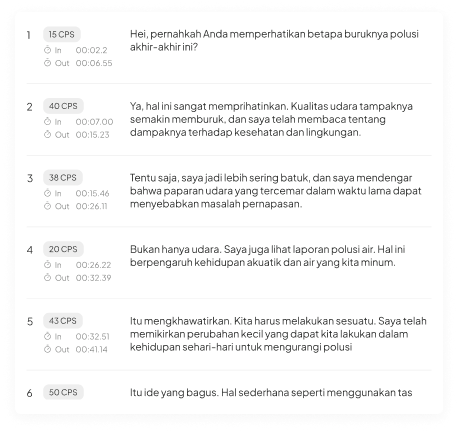 1 15 CPS Hei, pernahkah Anda memperhatikan betapa buruknya polusi
In 00:02.2 akhir-akhir ini?
Out 00:06.55
2 40 CPS Ya, hal ini sangat memprihatinkan. Kualitas udara tampaknya
In 00:07.00 semakin memburuk, dan saya telah membaca tentang
Out 00:15.23 dampaknya terhadap kesehatan dan lingkungan.
3 38 CPS Tentu saja, saya jadi lebih sering batuk, dan saya mendengar
In 00:15.46 bahwa paparan udara yang tercemar dalam waktu lama dapat
Out 00:26.11 menyebabkan masalah pernapasan.
4 20 CPS Bukan hanya udara. Saya juga lihat laporan polusi air. Hal ini
In 00:26.22 berpengaruh kehidupan akuatik dan air yang kita minum.
Out 00:32.39
5 43 CPS Itu mengkhawatirkan. Kita harus melakukan sesuatu. Saya telah
In 00:32.51 memikirkan perubahan kecil yang dapat kita lakukan dalam
Out 00:41.14 kehidupan sehari-hari untuk mengurangi polusi
6 50 CPS Itu ide yang bagus. Hal sederhana seperti menggunakan tas